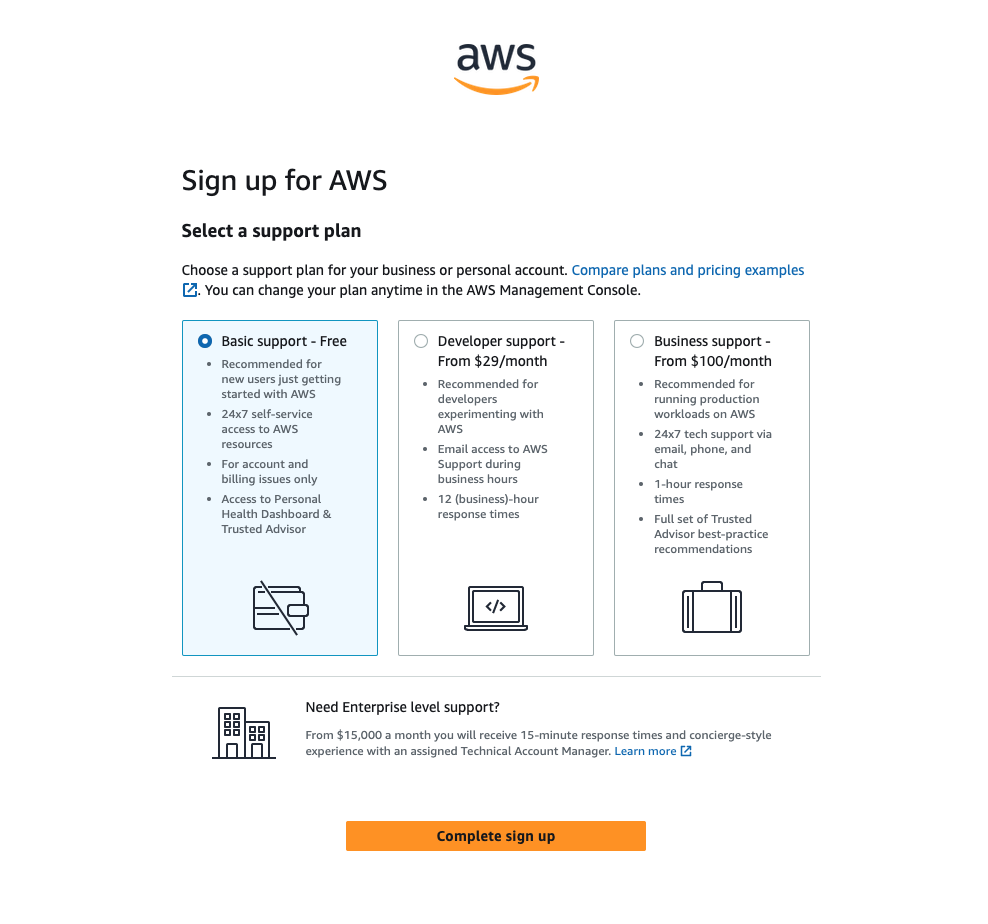 aws
Sign up for AWS
Select a support plan
Choose a support plan for your business or personal account. Compare plans and pricing examples
. You can change your plan anytime in the AWS Management Console.
Basic support - Free
• Recommended for
new users just getting
started with AWS
• 24x7 self-service
access to AWS
resources
• For account and
billing issues only
• Access to Personal
Health Dashboard &
Trusted Advisor
Developer support -
From $29/month
• Recommended for
developers
experimenting with
AWS
• Email access to AWS
Support during
business hours
• 12 (business)-hour
response times
</>
Business support -
From $100/month
• Recommended for
running production
workloads on AWS
• 24x7 tech support via
email, phone, and
chat
• 1-hour response
times
• Full set of Trusted
Advisor best-practice
recommendations
Need Enterprise level support?
From $15,000 a month you will receive 15-minute response times and concierge-style
experience with an assigned Technical Account Manager. Learn more
Complete sign up